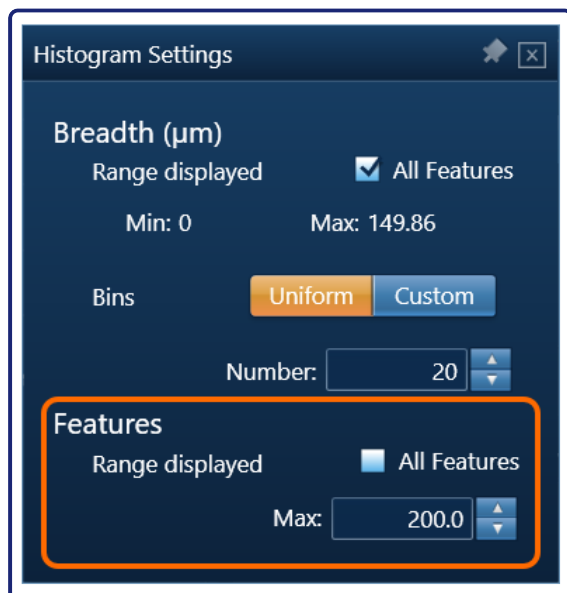 Histogram Settings
Breadth (µm)
Range displayed All Features
Min: 0 Max: 149.86
Bins Uniform Custom
Number: 20
Features
Range displayed All Features
Max: 200.0